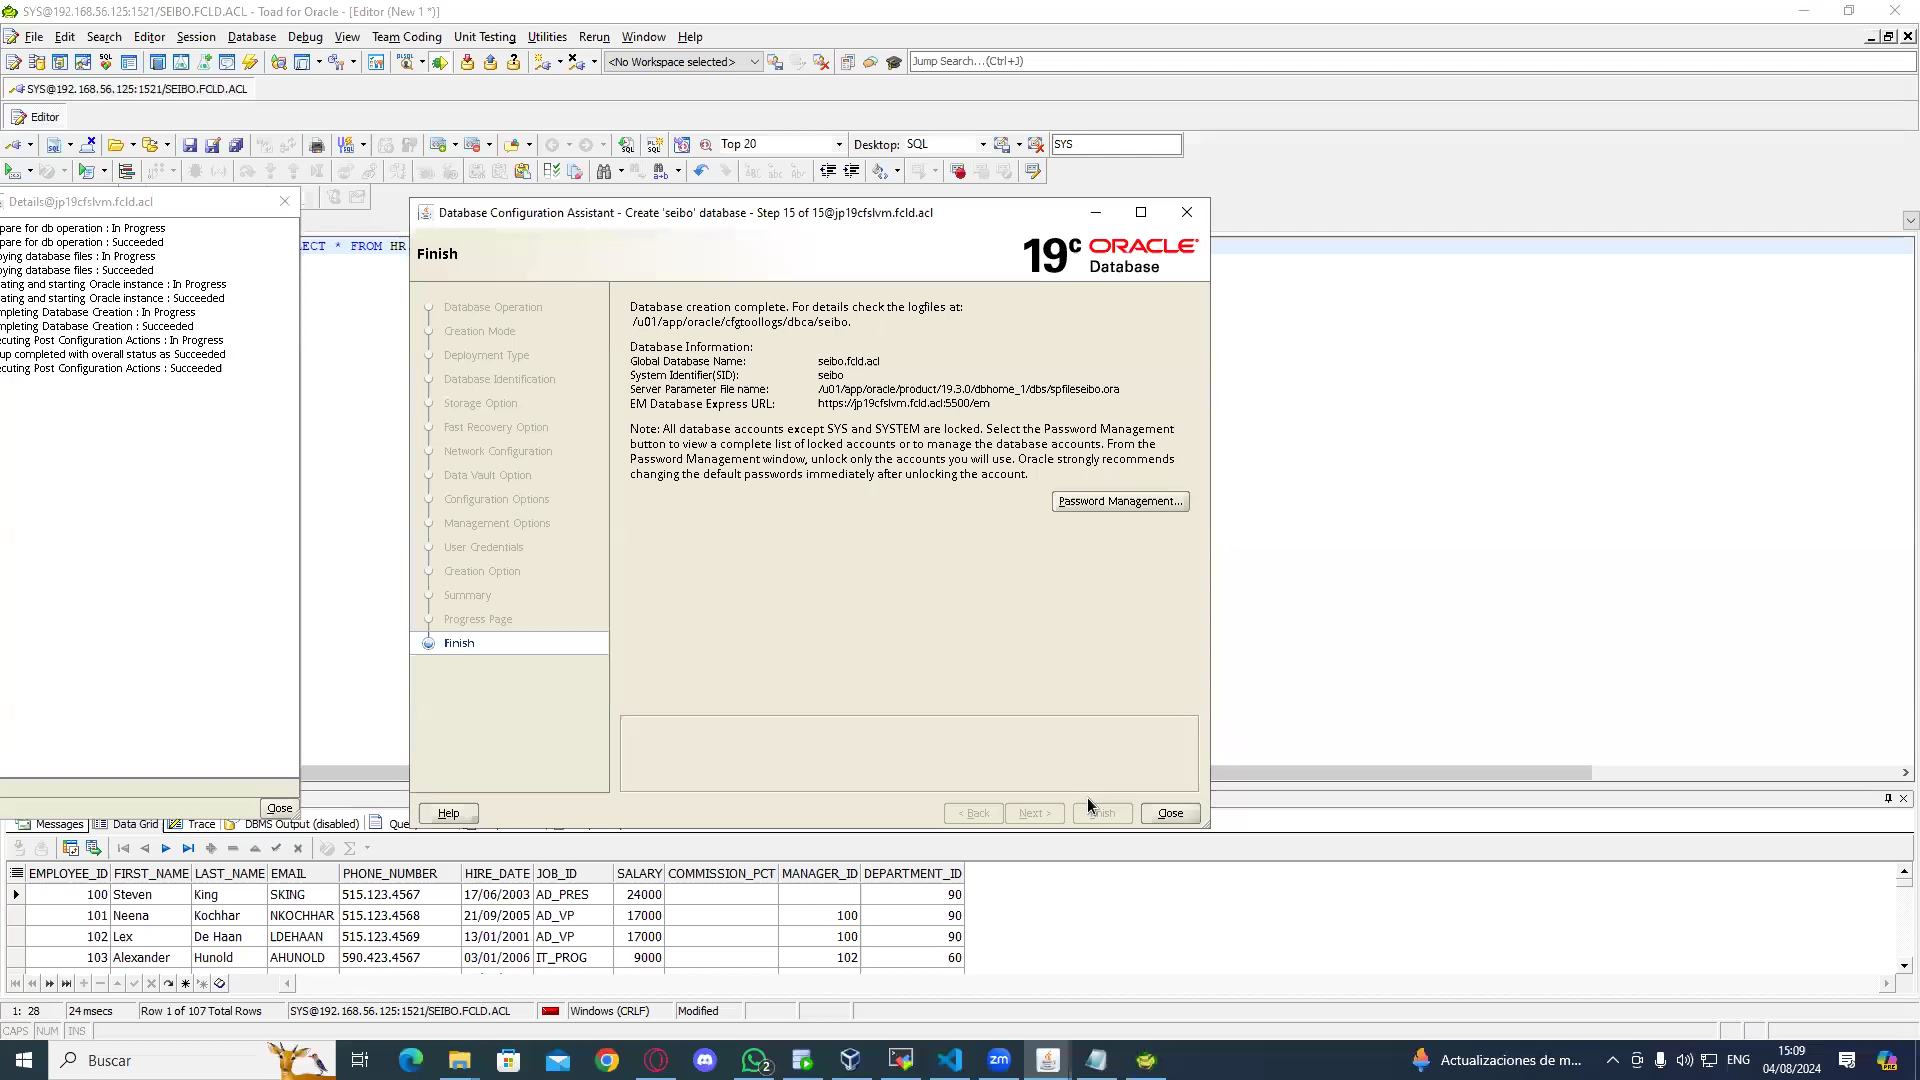 SYS@192.168.56.125:1521/SEIBO.FCLD.ACL - Toad for Oracle - [Editor (New 1 *)]
File Edit Search Editor Session Database Debug View Team Coding Unit Testing Utilities Rerun Window Help
<No Workspace selected> Jump Search...(Ctrl+J)
SYS@192.168.56.125:1521/SEIBO.FCLD.ACL
Editor
Top 20 Desktop: SQL SYS
Details@jp19cfslvm.fcld.acl
pare for db operation : In Progress
pare for db operation : Succeeded
ying database files : In Progress
ying database files : Succeeded
ating and starting Oracle instance : In Progress
ating and starting Oracle instance : Succeeded
mpleting Database Creation : In Progress
mpleting Database Creation : Succeeded
cuting Post Configuration Actions : In Progress
up completed with overall status as Succeeded
cuting Post Configuration Actions : Succeeded
Close
ECT * FROM HR
Database Configuration Assistant - Create 'seibo' database - Step 15 of 15@jp19cfslvm.fcld.acl
Finish
19c ORACLE Database
Database Operation
Creation Mode
Deployment Type
Database Identification
Storage Option
Fast Recovery Option
Network Configuration
Data Vault Option
Configuration Options
Management Options
User Credentials
Creation Option
Summary
Progress Page
Finish
Database creation complete. For details check the logfiles at:
/u01/app/oracle/cfgtoollogs/dbca/seibo.
Database Information:
Global Database Name: seibo.fcld.acl
System Identifier(SID): seibo
Server Parameter File name: /u01/app/oracle/product/19.3.0/dbhome_1/dbs/spfileseibo.ora
EM Database Express URL: https://jp19cfslvm.fcld.acl:5500/em
Note: All database accounts except SYS and SYSTEM are locked. Select the Password Management
button to view a complete list of locked accounts or to manage the database accounts. From the
Password Management window, unlock only the accounts you will use. Oracle strongly recommends
changing the default passwords immediately after unlocking the account.
Password Management...
Help < Back Next > Finish Close
Messages Data Grid Trace DBMS Output (disabled) Que
EMPLOYEE_ID FIRST_NAME LAST_NAME EMAIL PHONE_NUMBER HIRE_DATE JOB_ID SALARY COMMISSION_PCT MANAGER_ID DEPARTMENT_ID
100 Steven King SKING 515.123.4567 17/06/2003 AD_PRES 24000 90
101 Neena Kochhar NKOCHHAR 515.123.4568 21/09/2005 AD_VP 17000 100 90
102 Lex De Haan LDEHAAN 515.123.4569 13/01/2001 AD_VP 17000 100 90
103 Alexander Hunold AHUNOLD 590.423.4567 03/01/2006 IT_PROG 9000 102 60
1: 28 24 msecs Row 1 of 107 Total Rows SYS@192.168.56.125:1521/SEIBO.FCLD.ACL Windows (CRLF) Modified
CAPS NUM INS
Buscar 2 zm Actualizaciones de m... ENG 15:09
04/08/2024